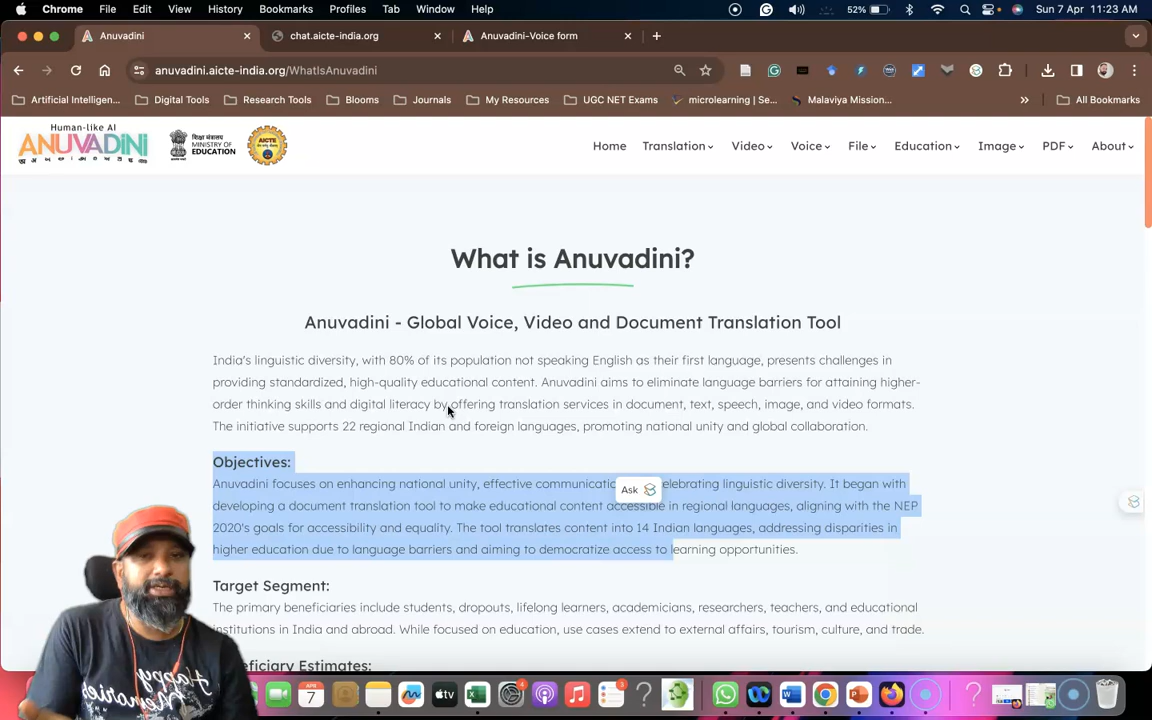 Chrome File Edit View History Bookmarks Profiles Tab Window Help 52% Sun 7 Apr 11:23 AM
Anuvadini chat.aicte-india.org Anuvadini-Voice form
anuvadini.aicte-india.org/WhatIsAnuvadini
Artificial Intelligen... Digital Tools Research Tools Blooms Journals My Resources UGC NET Exams microlearning | Se... Malaviya Mission... » All Bookmarks
Human-like AI
ANUVADINI
शिक्षा मंत्रालय
MINISTRY OF
EDUCATION
AICTE
Home Translation Video Voice File Education Image PDF About
What is Anuvadini?
Anuvadini - Global Voice, Video and Document Translation Tool
India's linguistic diversity, with 80% of its population not speaking English as their first language, presents challenges in
providing standardized, high-quality educational content. Anuvadini aims to eliminate language barriers for attaining higher-
order thinking skills and digital literacy by offering translation services in document, text, speech, image, and video formats.
The initiative supports 22 regional Indian and foreign languages, promoting national unity and global collaboration.
Objectives:
Anuvadini focuses on enhancing national unity, effective communicatio elebrating linguistic diversity. It began with
Ask
developing a document translation tool to make educational content accessible in regional languages, aligning with the NEP
2020's goals for accessibility and equality. The tool translates content into 14 Indian languages, addressing disparities in
higher education due to language barriers and aiming to democratize access to learning opportunities.
Target Segment:
The primary beneficiaries include students, dropouts, lifelong learners, academicians, researchers, teachers, and educational
institutions in India and abroad. While focused on education, use cases extend to external affairs, tourism, culture, and trade.
eficiary Estimates:
Memories
APR
7
tv
4
3